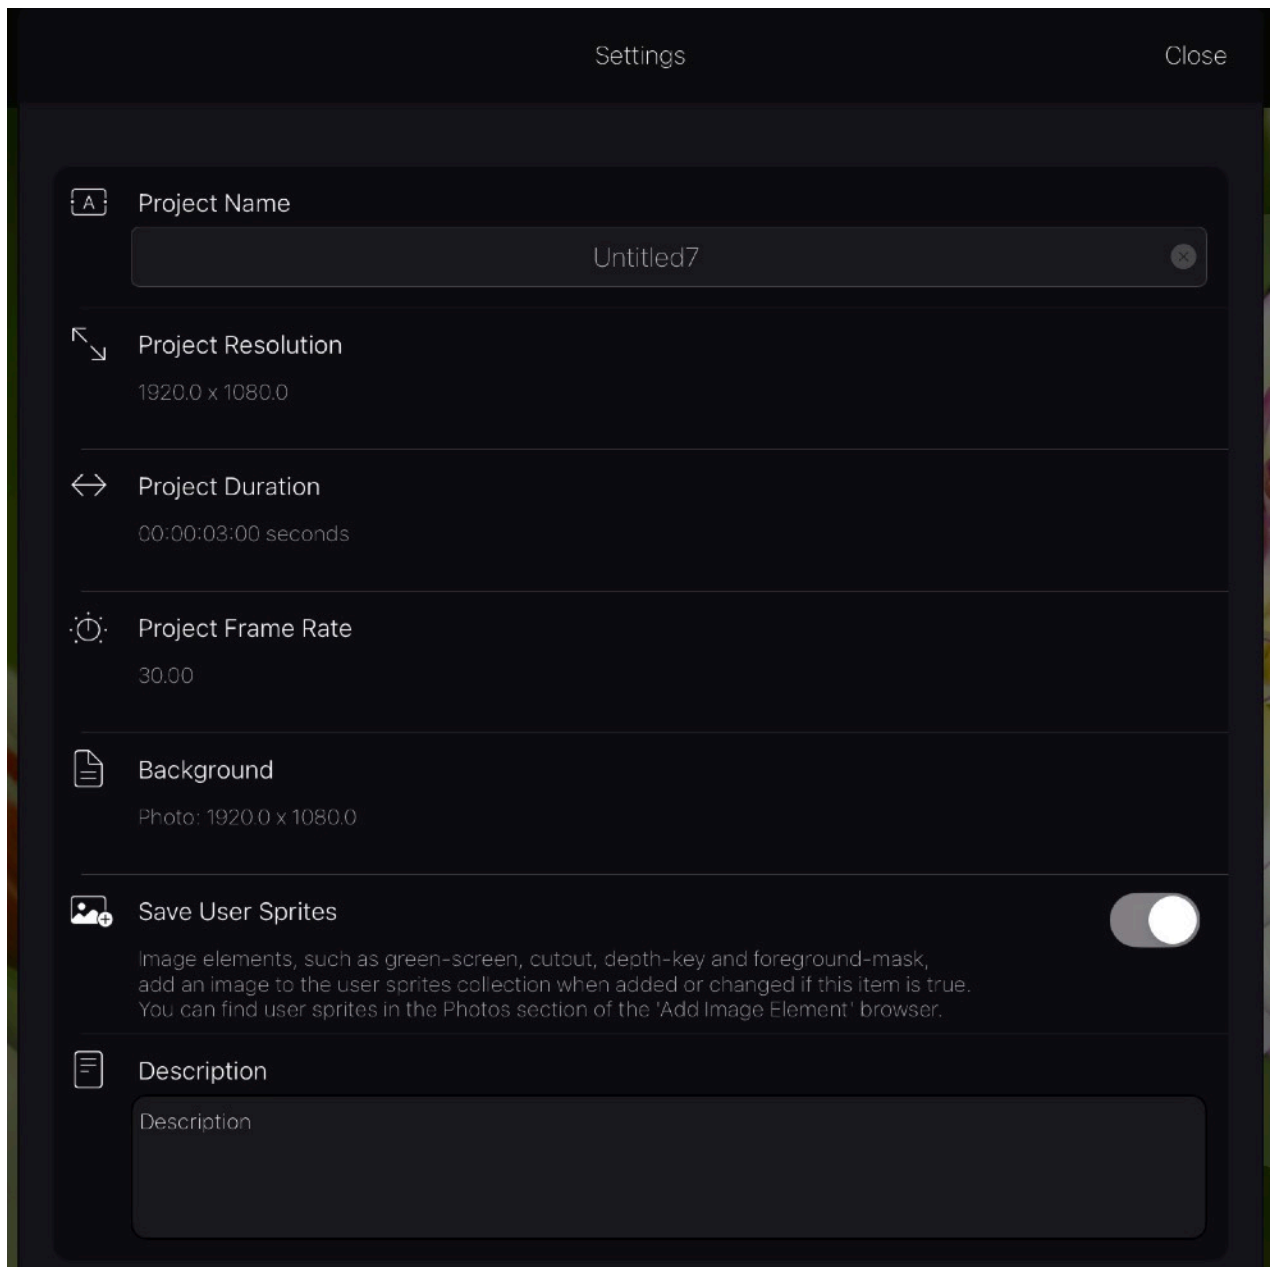 Settings
Close
A
Project Name
Untitled7
Project Resolution
1920.0 x 1080.0
Project Duration
00:00:03:00 seconds
Project Frame Rate
30.00
Background
Photo: 1920.0 x 1080.0
Save User Sprites
Image elements, such as green-screen, cutout, depth-key and foreground-mask,
add an image to the user sprites collection when added or changed if this item is true.
You can find user sprites in the Photos section of the 'Add Image Element' browser.
Description
Description